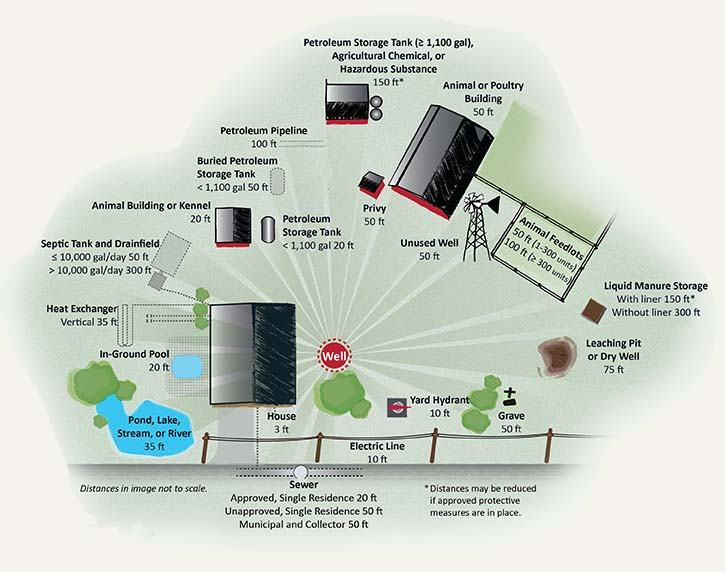 Petroleum Storage Tank (≥ 1,100 gal),
Agricultural Chemical, or
Hazardous Substance
150 ft*
Animal or Poultry
Building
50 ft
Petroleum Pipeline
100 ft
Buried Petroleum
Storage Tank
< 1,100 gal 50 ft
Privy
50 ft
Animal Building or Kennel
20 ft
Petroleum
Storage Tank
< 1,100 gal 20 ft
Unused Well
50 ft
Animal Feedlots
50 ft (1-300 units)
100 ft (≥ 300 units)
Septic Tank and Drainfield
≤ 10,000 gal/day 50 ft
> 10,000 gal/day 300 ft
Liquid Manure Storage
With liner 150 ft*
Without liner 300 ft
Heat Exchanger
Vertical 35 ft
In-Ground Pool
20 ft
Well
Leaching Pit
or Dry Well
75 ft
Pond, Lake,
Stream, or River
35 ft
House
3 ft
Yard Hydrant
10 ft
Grave
50 ft
Electric Line
10 ft
Distances in image not to scale.
Sewer
Approved, Single Residence 20 ft
Unapproved, Single Residence 50 ft
Municipal and Collector 50 ft
*Distances may be reduced
if approved protective
measures are in place.